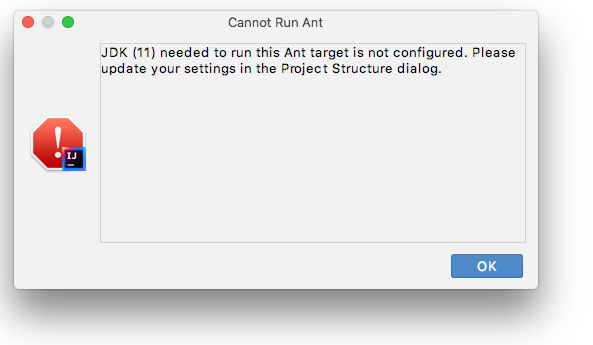 Cannot Run Ant
JDK (11) needed to run this Ant target is not configured. Please
update your settings in the Project Structure dialog.
IJ
OK